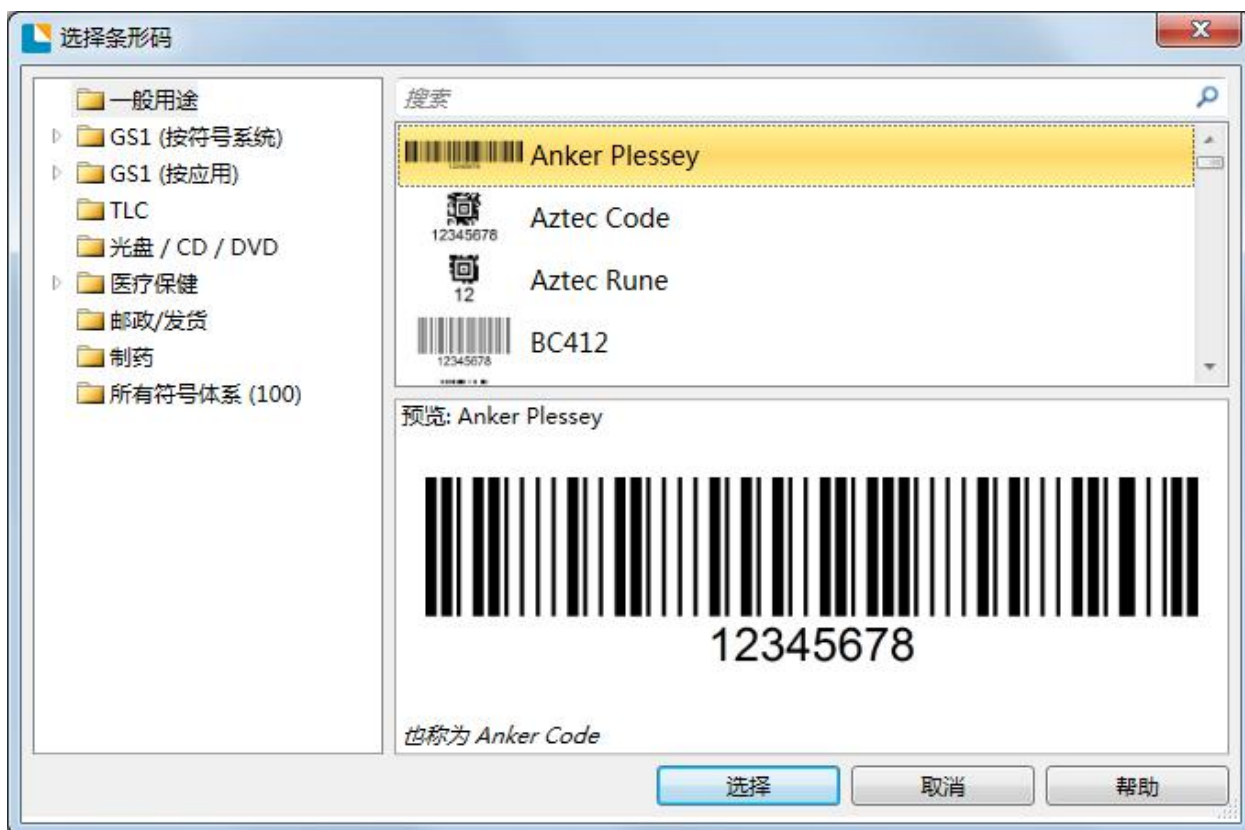 选择条形码
一般用途
GS1 (按符号系统)
GS1 (按应用)
TLC
光盘 / CD / DVD
医疗保健
邮政/发货
制药
所有符号体系 (100)
搜索
Anker Plessey
12345678
Aztec Code
12
Aztec Rune
12345678
BC412
预览: Anker Plessey
12345678
也称为 Anker Code
选择
取消
帮助